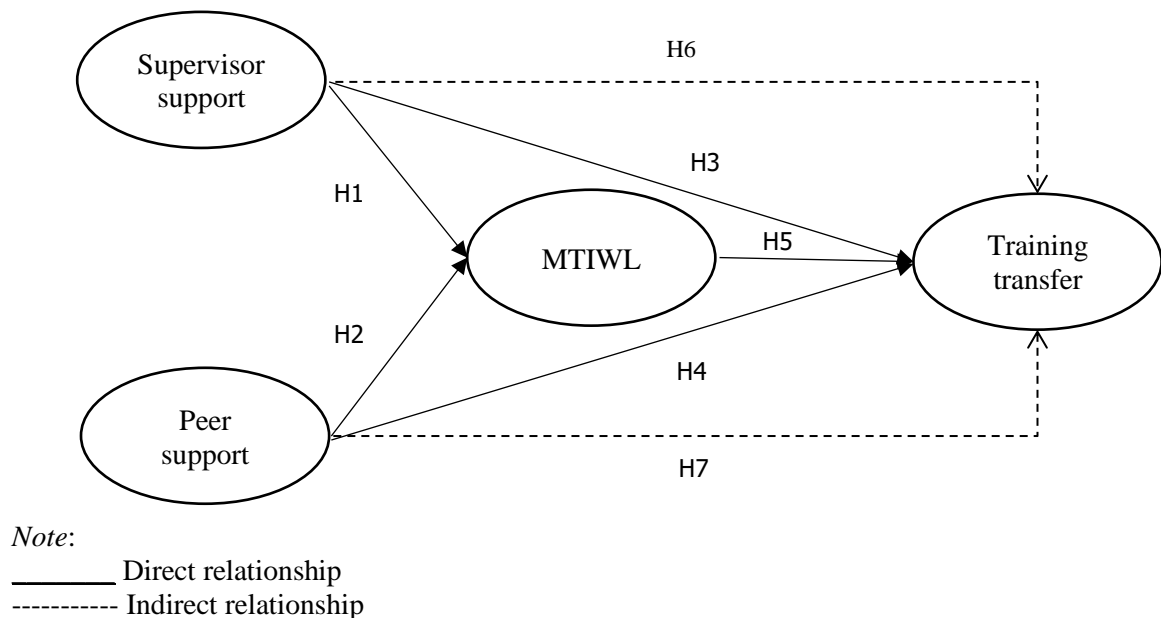 Supervisor
support
H6
H3
H1
MTIWL
H5
Training
transfer
H2
H4
Peer
support
H7
Note:
Direct relationship
Indirect relationship